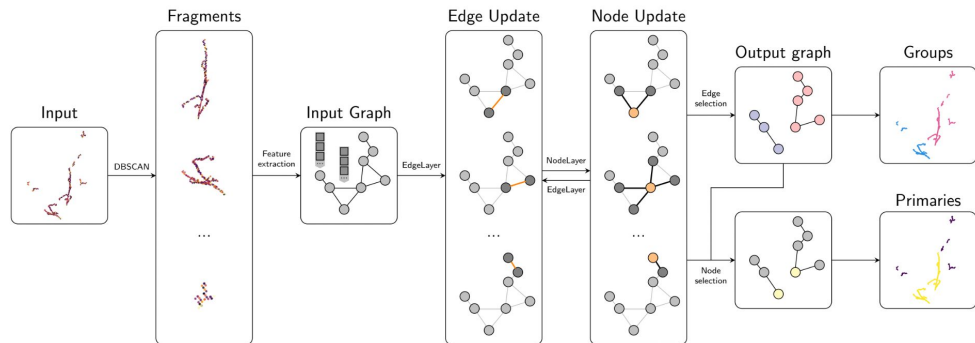 Fragments
Edge Update
Node Update
Output graph
Groups
Input
Input Graph
Edge
selection
DBSCAN
Feature
extraction
EdgeLayer
NodeLayer
EdgeLayer
Primaries
...
...
...
Node
selection